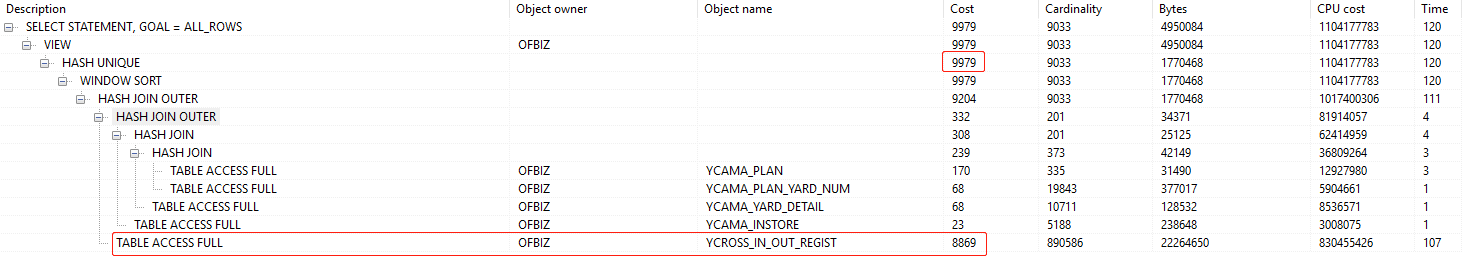 Description Object owner Object name Cost Cardinality Bytes CPU cost Time
SELECT STATEMENT, GOAL = ALL_ROWS 9979 9033 4950084 1104177783 120
VIEW OFBIZ 9979 9033 4950084 1104177783 120
HASH UNIQUE 9979 9033 1770468 1104177783 120
WINDOW SORT 9979 9033 1770468 1104177783 120
HASH JOIN OUTER 9204 9033 1770468 1017400306 111
HASH JOIN OUTER 332 201 34371 81914057 4
HASH JOIN 308 201 25125 62414959 4
HASH JOIN 239 373 42149 36809264 3
TABLE ACCESS FULL OFBIZ YCAMA_PLAN 170 335 31490 12927980 3
TABLE ACCESS FULL OFBIZ YCAMA_PLAN_YARD_NUM 68 19843 377017 5904661 1
TABLE ACCESS FULL OFBIZ YCAMA_YARD_DETAIL 68 10711 128532 8536571 1
TABLE ACCESS FULL OFBIZ YCAMA_INSTORE 23 5188 238648 3008075 1
TABLE ACCESS FULL OFBIZ YCROSS_IN_OUT_REGIST 8869 890586 22264650 830455426 107